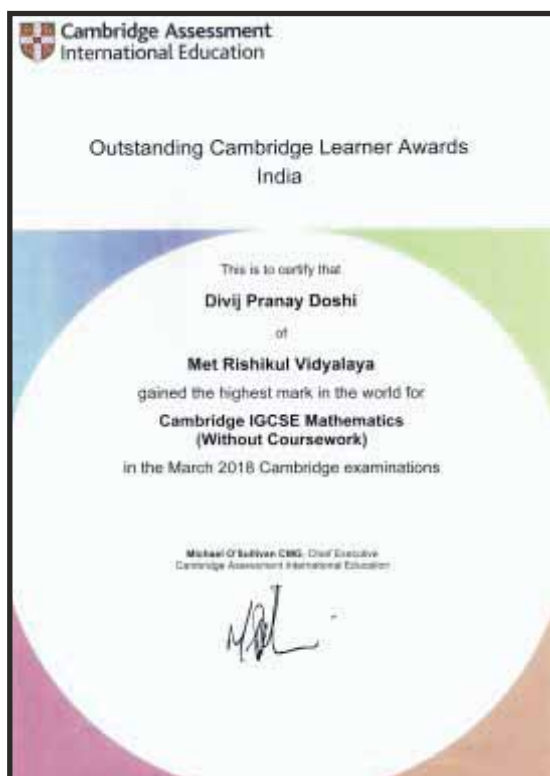 Cambridge Assessment
International Education
Outstanding Cambridge Learner Awards
India
This is to certify that
Divij Pranay Doshi
of
Met Rishikul Vidyalaya
gained the highest mark in the world for
Cambridge IGCSE Mathematics
(Without Coursework)
in the March 2018 Cambridge examinations
Michael O'Sullivan CMG, Chief Executive
Cambridge Assessment International Education